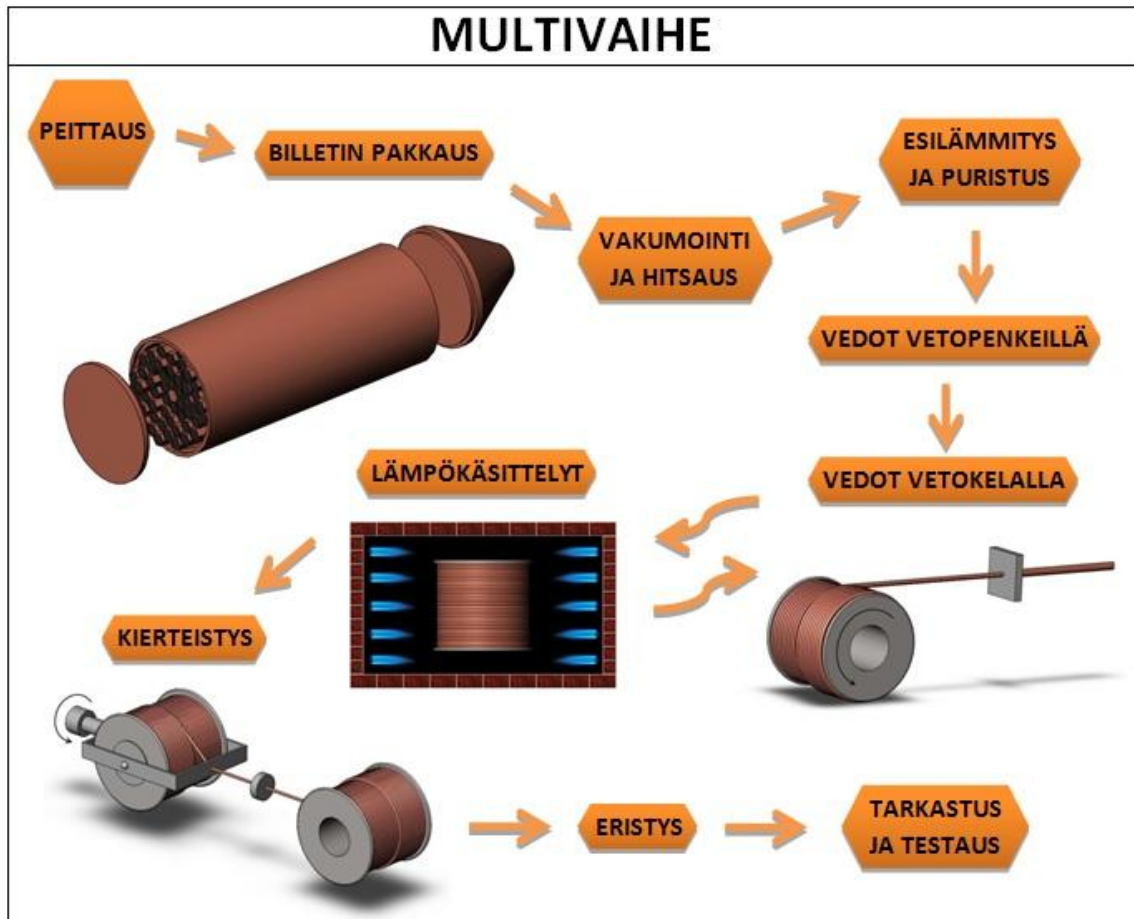 MULTIVAIHE
PEITTAUS
BILLETIN PAKKAUS
VAKUMOINTI
JA HITSAUS
ESILÄMMITYS
JA PURISTUS
VEDOT VETOPENKEILLÄ
VEDOT VETOKELALLA
LÄMPÖKÄSITTELYT
KIERTEISTYS
ERISTYS
TARKASTUS
JA TESTAUS